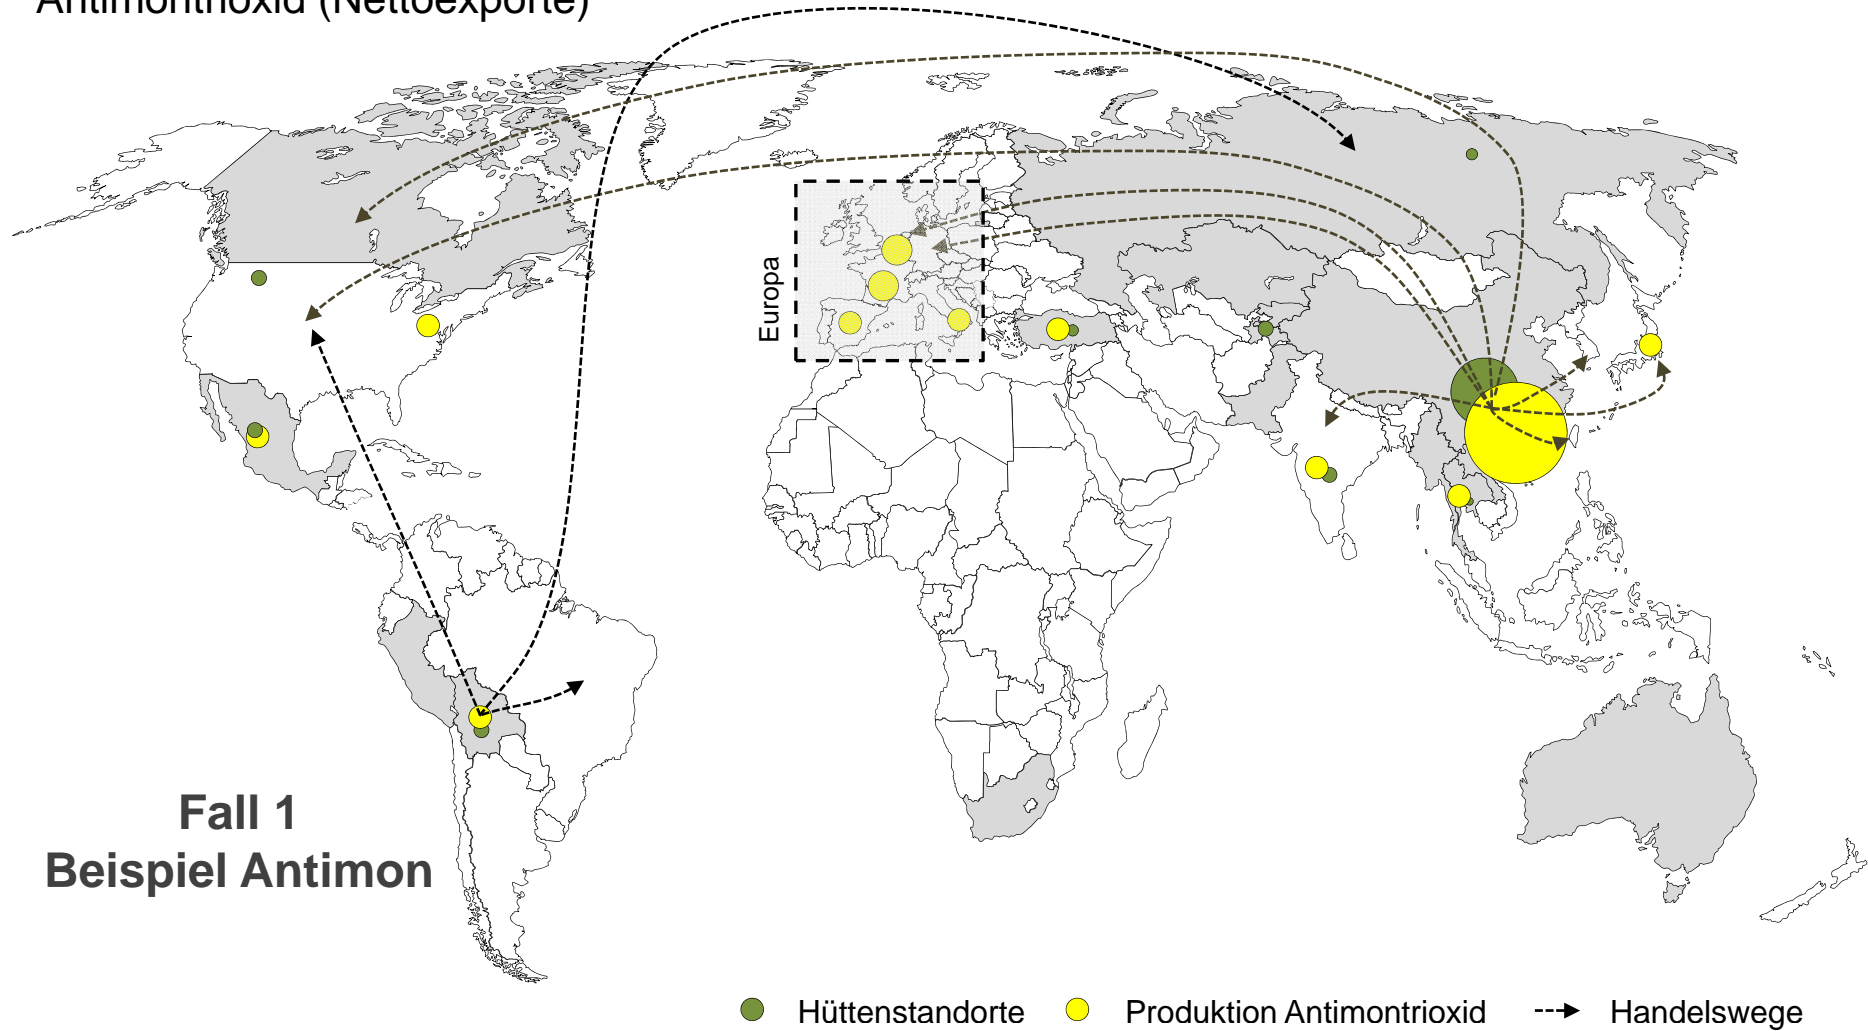 Antimontrioxid (Nettoexporte)
Europa
Fall 1
Beispiel Antimon
Hüttenstandorte
Produktion Antimontrioxid
Handelswege